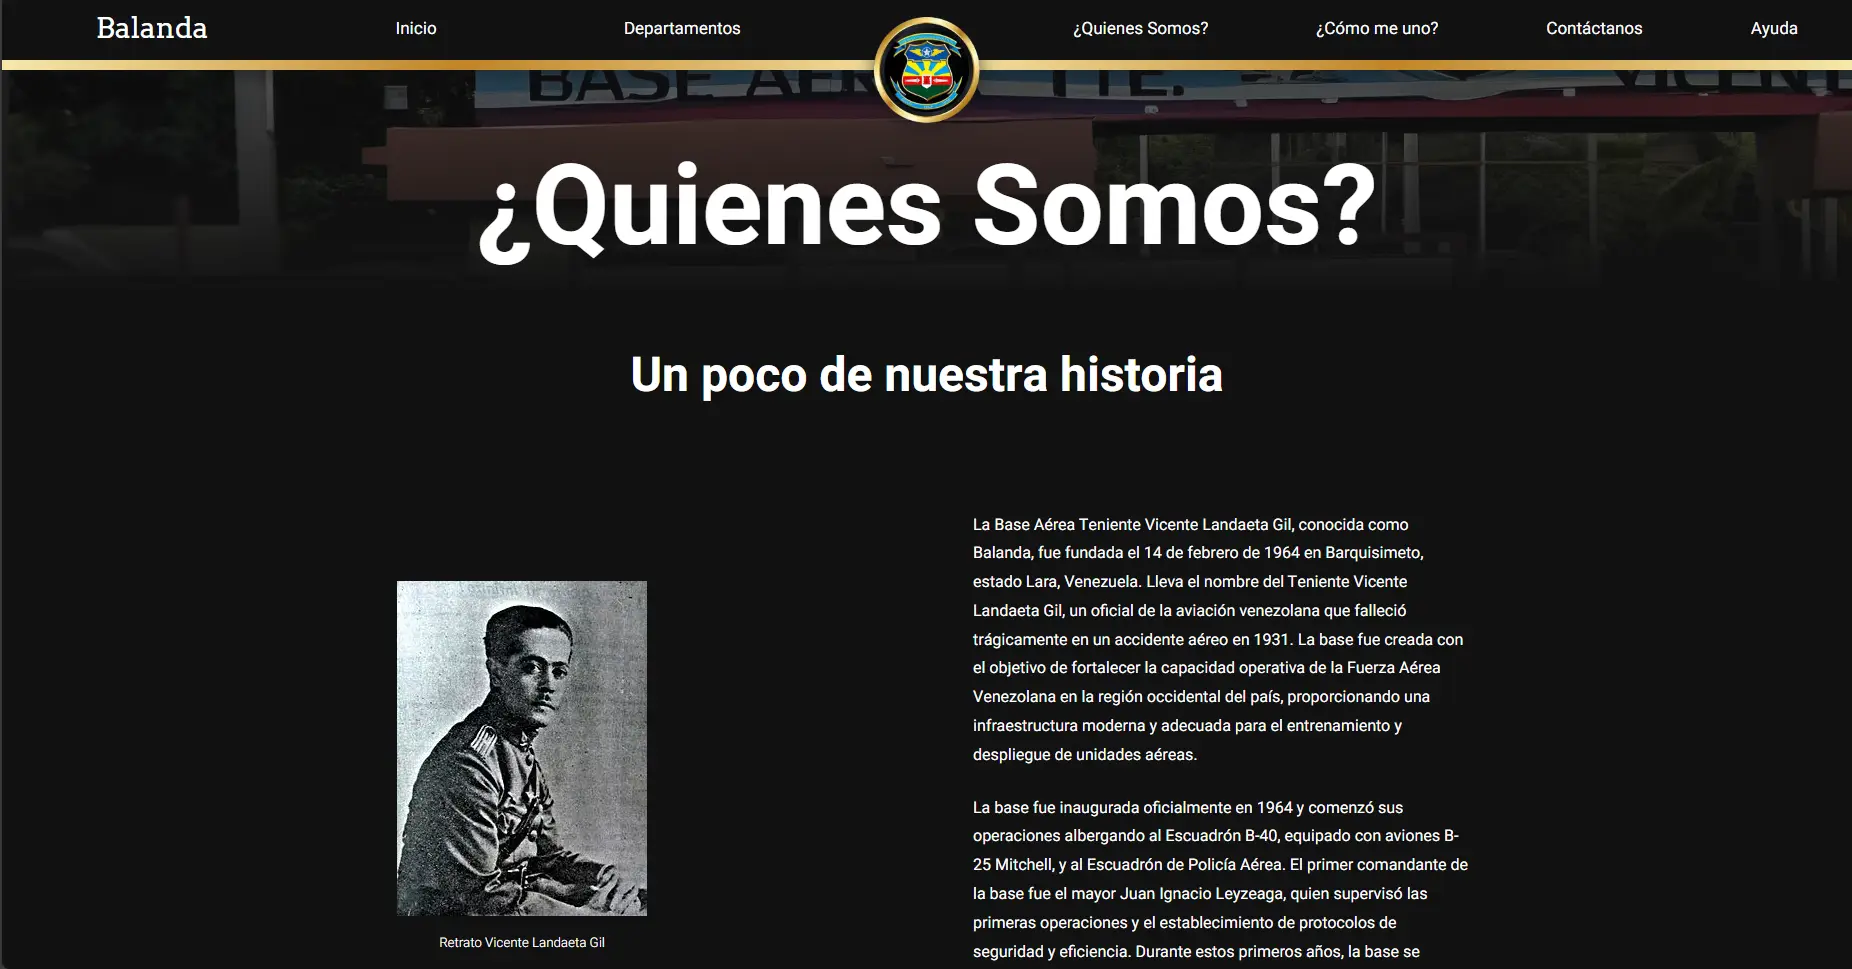 Balanda
Inicio
Departamentos
¿Quienes Somos?
¿Cómo me uno?
Contáctanos
Ayuda
BASE TTE. VICENTE
¿Quienes Somos?
Un poco de nuestra historia
La Base Aérea Teniente Vicente Landaeta Gil, conocida como
Balanda, fue fundada el 14 de febrero de 1964 en Barquisimeto,
estado Lara, Venezuela. Lleva el nombre del Teniente Vicente
Landaeta Gil, un oficial de la aviación venezolana que falleció
trágicamente en un accidente aéreo en 1931. La base fue creada con
el objetivo de fortalecer la capacidad operativa de la Fuerza Aérea
Venezolana en la región occidental del país, proporcionando una
infraestructura moderna y adecuada para el entrenamiento y
despliegue de unidades aéreas.
La base fue inaugurada oficialmente en 1964 y comenzó sus
operaciones albergando al Escuadrón B-40, equipado con aviones B-
25 Mitchell, y al Escuadrón de Policía Aérea. El primer comandante de
la base fue el mayor Juan Ignacio Leyzeaga, quien supervisó las
primeras operaciones y el establecimiento de protocolos de
seguridad y eficiencia. Durante estos primeros años, la base se
Retrato Vicente Landaeta Gil